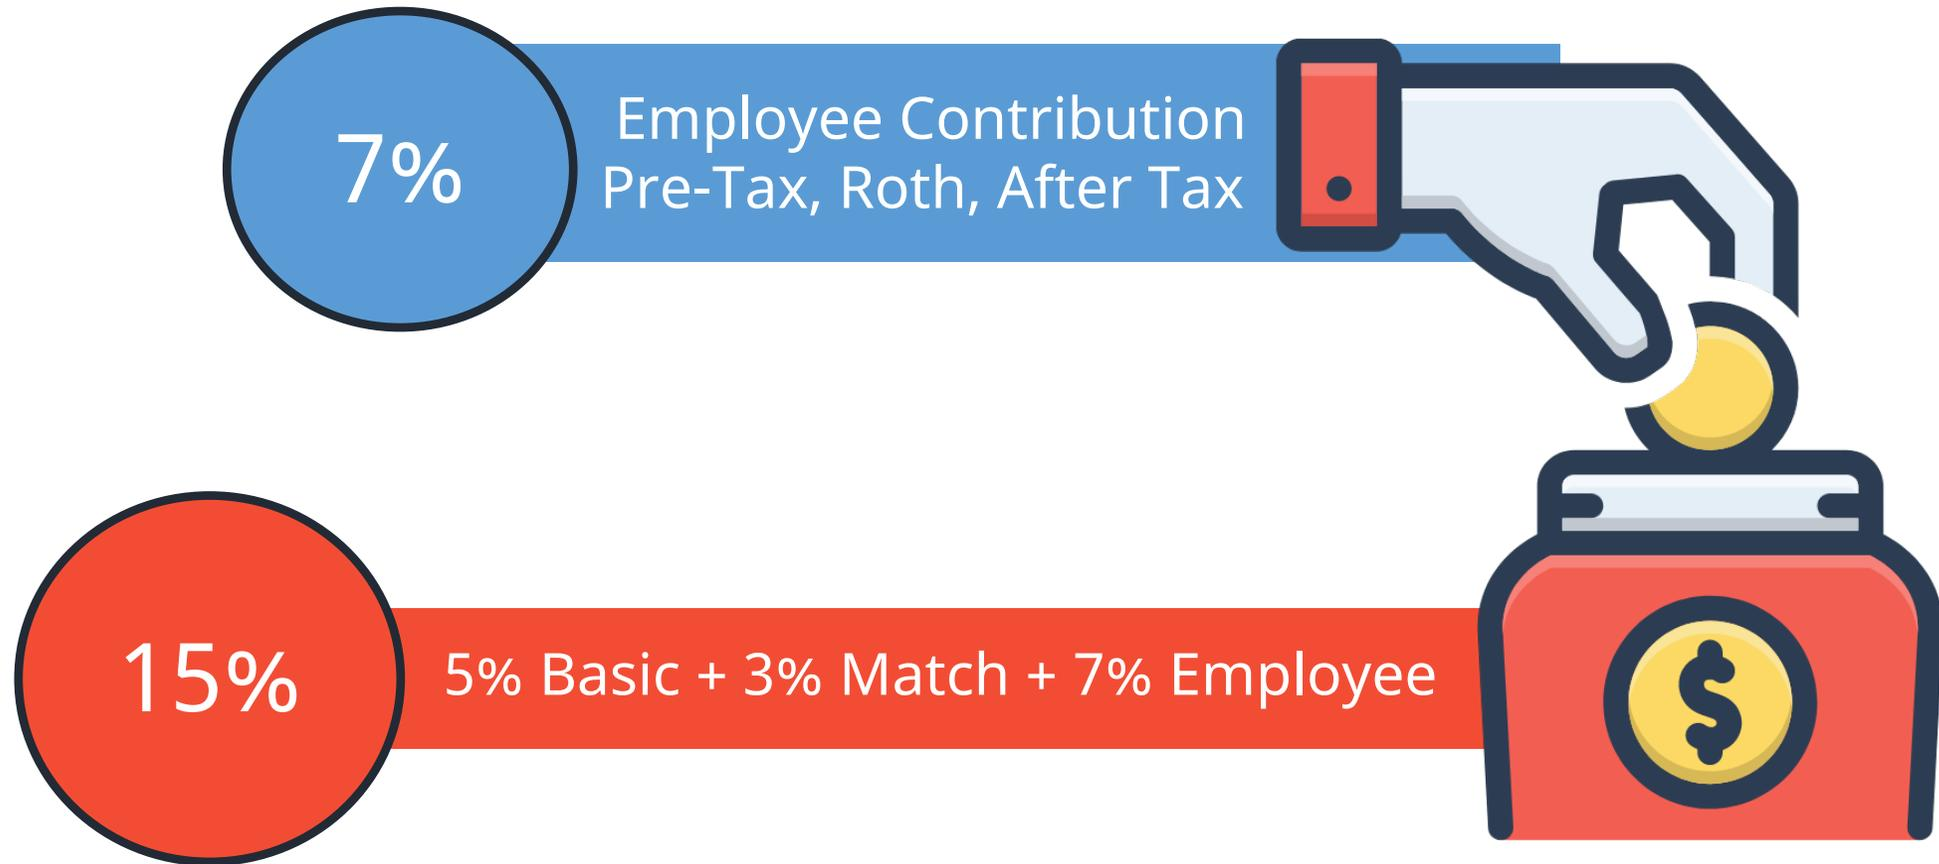 7%
Employee Contribution
Pre-Tax, Roth, After Tax
15%
5% Basic + 3% Match + 7% Employee
$